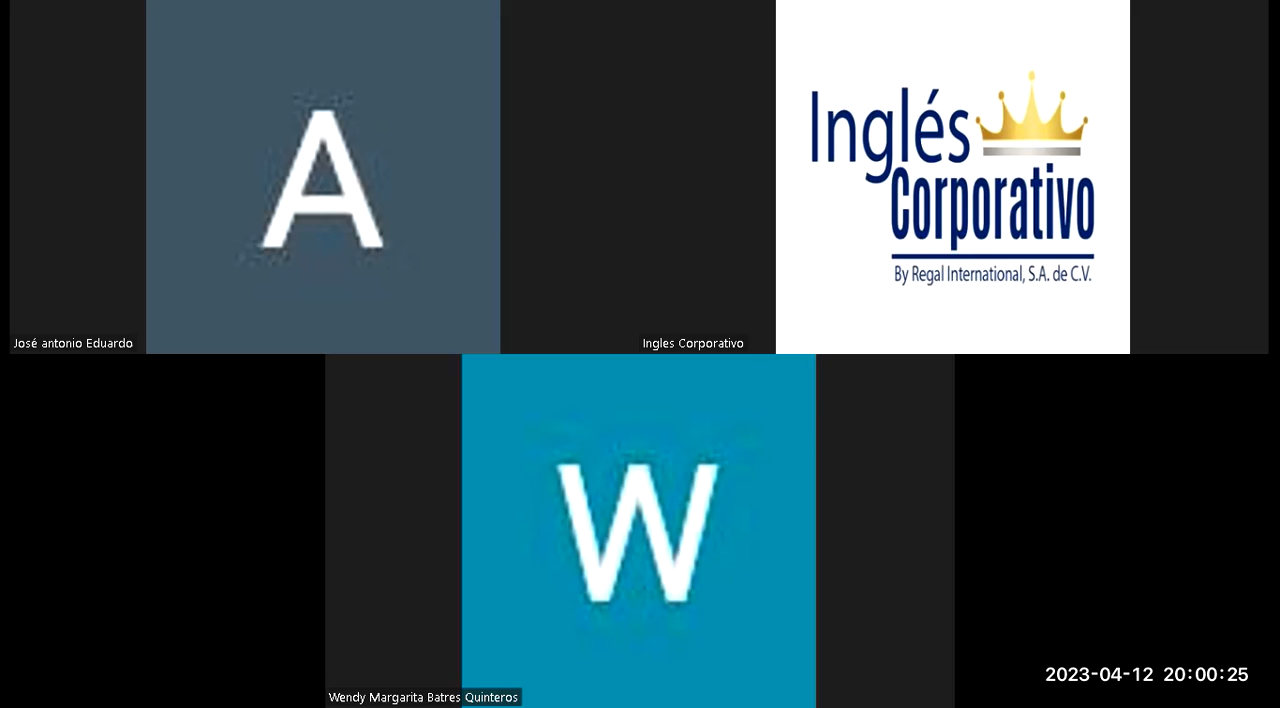 A
Inglés
Corporativo
By Regal International, S.A. de C.V.
José antonio Eduardo
Ingles Corporativo
W
Wendy Margarita Batres Quinteros
2023-04-12 20:00:25